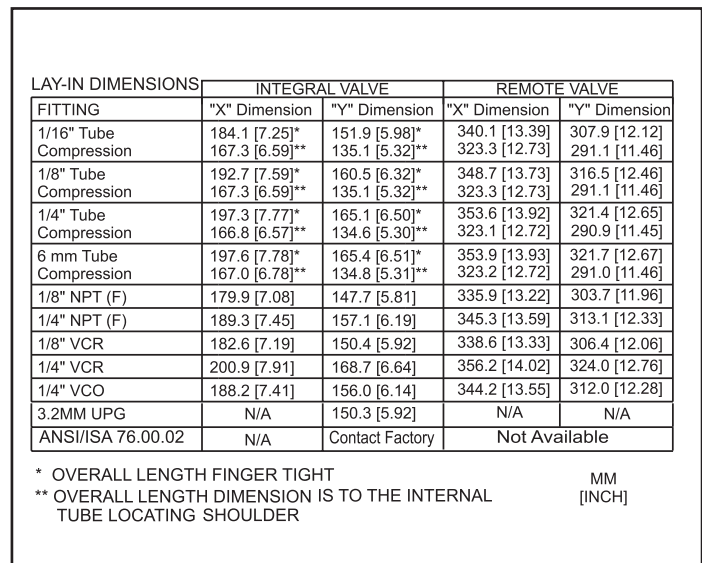 LAY-IN DIMENSIONS INTEGRAL VALVE REMOTE VALVE
FITTING "X" Dimension "Y" Dimension "X" Dimension "Y" Dimension
1/16" Tube 184.1 [7.25]* 151.9 [5.98]* 340.1 [13.39] 307.9 [12.12]
Compression 167.3 [6.59]** 135.1 [5.32]** 323.3 [12.73] 291.1 [11.46]
1/8" Tube 192.7 [7.59]* 160.5 [6.32]* 348.7 [13.73] 316.5 [12.46]
Compression 167.3 [6.59]** 135.1 [5.32]** 323.3 [12.73] 291.1 [11.46]
1/4" Tube 197.3 [7.77]* 165.1 [6.50]* 353.6 [13.92] 321.4 [12.65]
Compression 166.8 [6.57]** 134.6 [5.30]** 323.1 [12.72] 290.9 [11.45]
6 mm Tube 197.6 [7.78]* 165.4 [6.51]* 353.9 [13.93] 321.7 [12.67]
Compression 167.0 [6.78]** 134.8 [5.31]** 323.2 [12.72] 291.0 [11.46]
1/8" NPT (F) 179.9 [7.08] 147.7 [5.81] 335.9 [13.22] 303.7 [11.96]
1/4" NPT (F) 189.3 [7.45] 157.1 [6.19] 345.3 [13.59] 313.1 [12.33]
1/8" VCR 182.6 [7.19] 150.4 [5.92] 338.6 [13.33] 306.4 [12.06]
1/4" VCR 200.9 [7.91] 168.7 [6.64] 356.2 [14.02] 324.0 [12.76]
1/4" VCO 188.2 [7.41] 156.0 [6.14] 344.2 [13.55] 312.0 [12.28]
3.2MM UPG N/A 150.3 [5.92] N/A N/A
ANSI/ISA 76.00.02 N/A Contact Factory Not Available
* OVERALL LENGTH FINGER TIGHT MM
** OVERALL LENGTH DIMENSION IS TO THE INTERNAL [INCH]
TUBE LOCATING SHOULDER